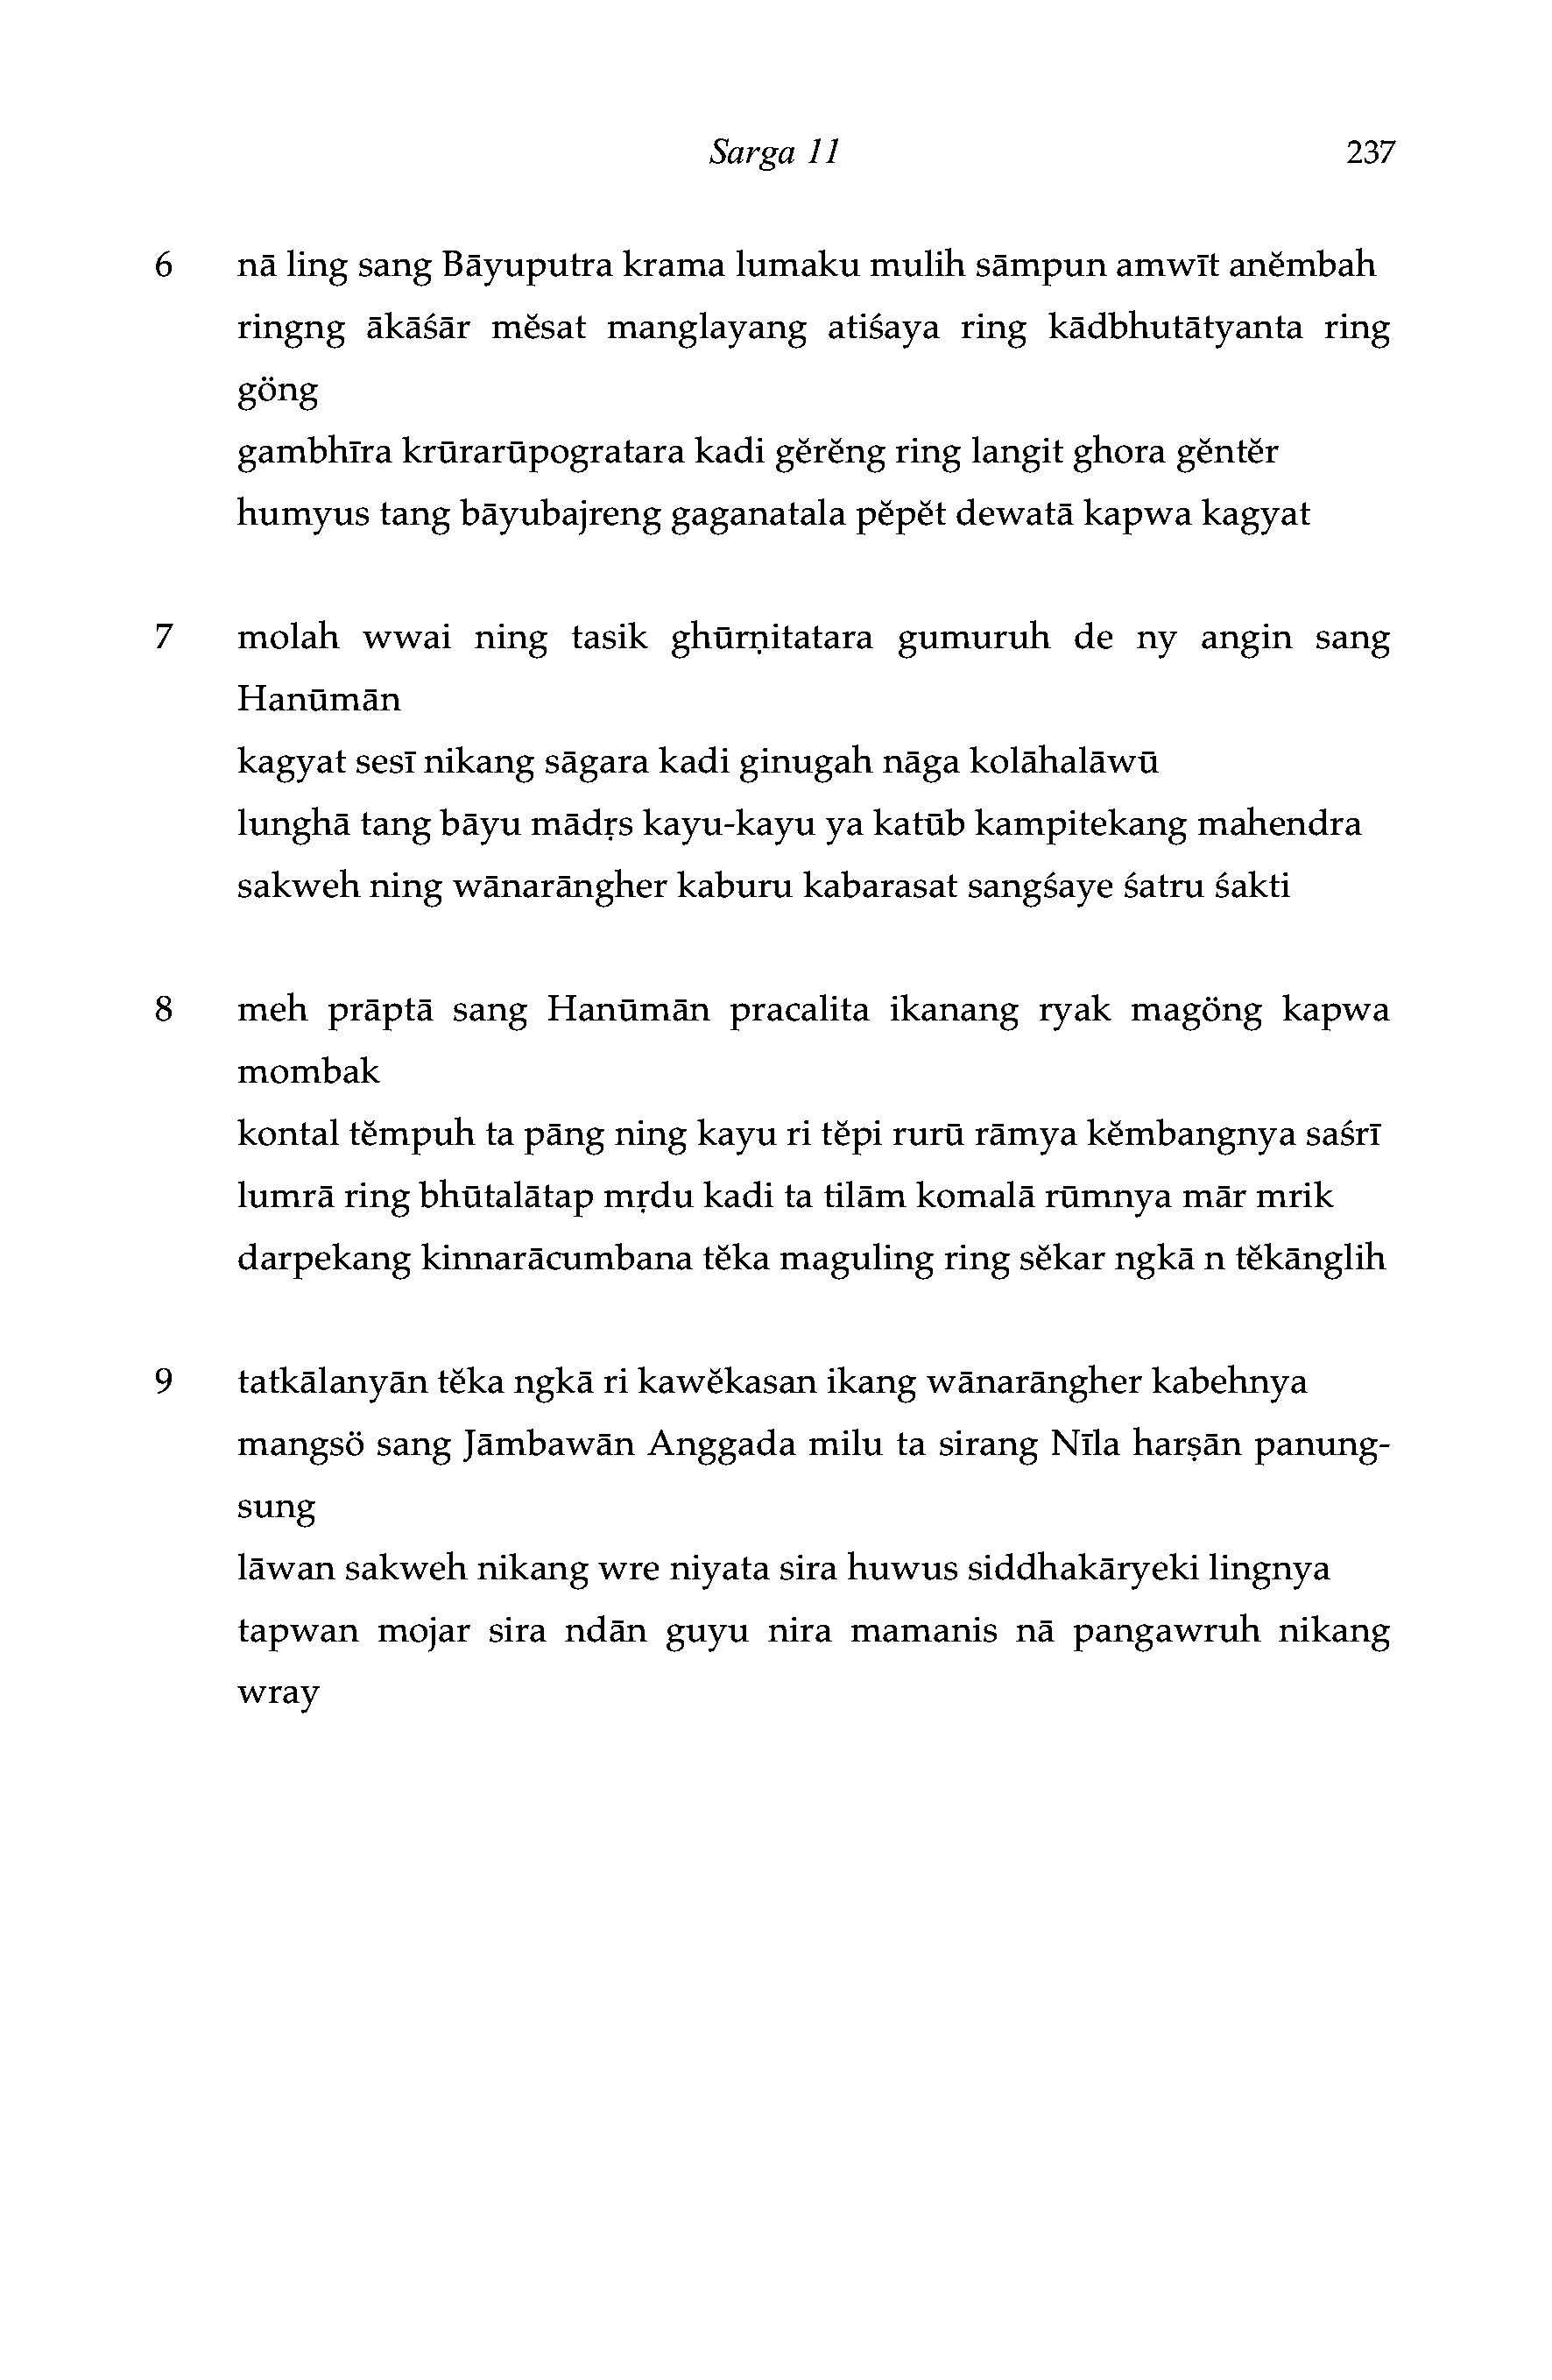 Sarga 11 237
6 nā ling sang Bāyuputra krama lumaku mulih sāmpun amwīt anĕmbah
ringng ākāśār mĕsat manglayang atiśaya ring kādbhutātyanta ring
göng
gambhīra krūrarūpogratara kadi gĕrĕng ring langit ghora gĕntĕr
humyus tang bāyubajreng gaganatala pĕpĕt dewatā kapwa kagyat
7 molah wwai ning tasik ghūrṇitatara gumuruh de ny angin sang
Hanūmān
kagyat sesī nikang sāgara kadi ginugah nāga kolāhalāwū
lunghā tang bāyu mādṛs kayu-kayu ya katūb kampitekang mahendra
sakweh ning wānarāngher kaburu kabarasat sangśaye śatru śakti
8 meh prāptā sang Hanūmān pracalita ikanang ryak magöng kapwa
mombak
kontal tĕmpuh ta pāng ning kayu ri tĕpi rurū rāmya kĕmbangnya saśrī
lumrā ring bhūtalātap mṛdu kadi ta tilām komalā rūmnya mār mrik
darpekang kinnarācumbana tĕka maguling ring sĕkar ngkā n tĕkānglih
9 tatkālanyān tĕka ngkā ri kawĕkasan ikang wānarāngher kabehnya
mangsö sang Jāmbawān Anggada milu ta sirang Nīla harṣān panung-
sung
lāwan sakweh nikang wre niyata sira huwus siddhakāryeki lingnya
tapwan mojar sira ndān guyu nira mamanis nā pangawruh nikang
wray